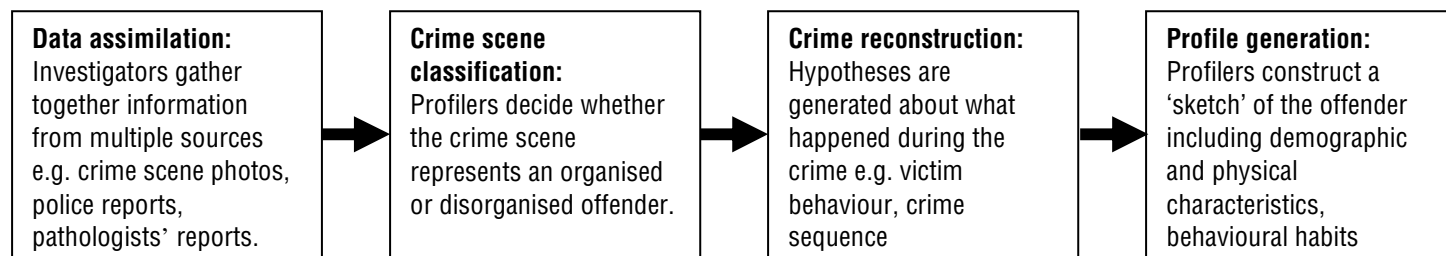 Data assimilation:
Investigators gather
together information
from multiple sources
e.g. crime scene photos,
police reports,
pathologists’ reports.
Crime scene
classification:
Profilers decide whether
the crime scene
represents an organised
or disorganised offender.
Crime reconstruction:
Hypotheses are
generated about what
happened during the
crime e.g. victim
behaviour, crime
sequence
Profile generation:
Profilers construct a
‘sketch’ of the offender
including demographic
and physical
characteristics,
behavioural habits